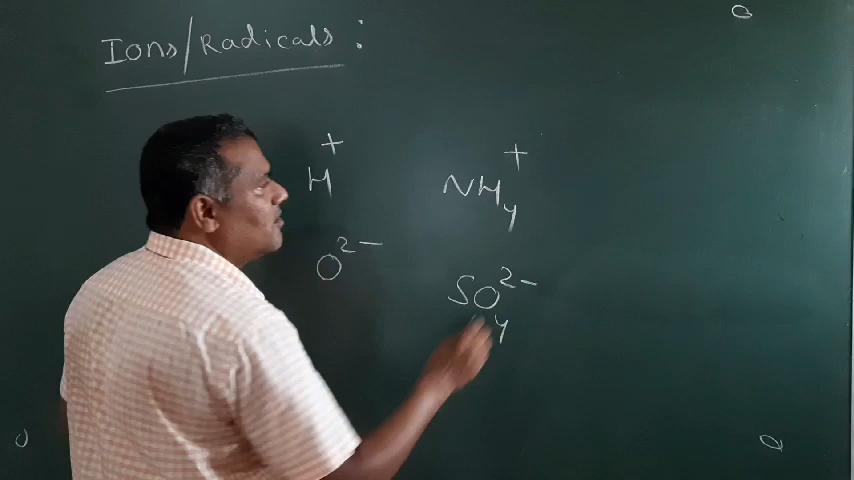 Ions/Radicals :
H⁺ NH₄⁺
O²⁻ SO₄²⁻